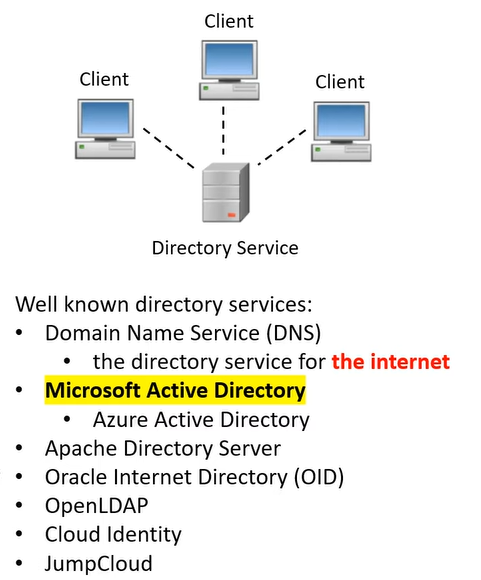 Client
Client
Client
Directory Service
Well known directory services:
• Domain Name Service (DNS)
• the directory service for the internet
• Microsoft Active Directory
• Azure Active Directory
• Apache Directory Server
• Oracle Internet Directory (OID)
• OpenLDAP
• Cloud Identity
• JumpCloud